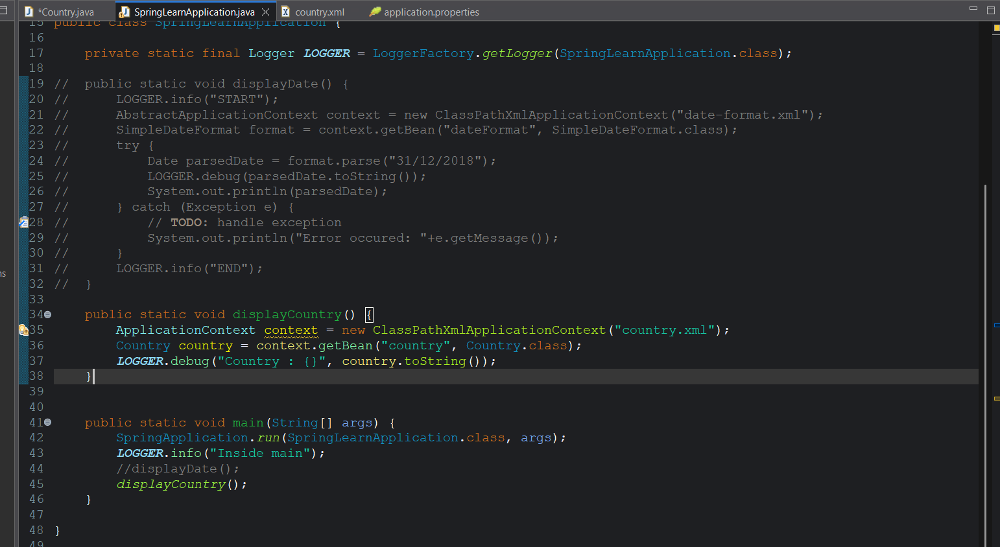 *Country.java SpringLearnApplication.java country.xml application.properties
15 public class SpringLearnApplication {
16
17 private static final Logger LOGGER = LoggerFactory.getLogger(SpringLearnApplication.class);
18
19 // public static void displayDate() {
20 // LOGGER.info("START");
21 // AbstractApplicationContext context = new ClassPathXmlApplicationContext("date-format.xml");
22 // SimpleDateFormat format = context.getBean("dateFormat", SimpleDateFormat.class);
23 // try {
24 // Date parsedDate = format.parse("31/12/2018");
25 // LOGGER.debug(parsedDate.toString());
26 // System.out.println(parsedDate);
27 // } catch (Exception e) {
28 // // TODO: handle exception
29 // System.out.println("Error occured: "+e.getMessage());
30 // }
31 // LOGGER.info("END");
32 // }
33
34 public static void displayCountry() {
35 ApplicationContext context = new ClassPathXmlApplicationContext("country.xml");
36 Country country = context.getBean("country", Country.class);
37 LOGGER.debug("Country : {}", country.toString());
38 }
39
40
41 public static void main(String[] args) {
42 SpringApplication.run(SpringLearnApplication.class, args);
43 LOGGER.info("Inside main");
44 //displayDate();
45 displayCountry();
46 }
47
48 }
49